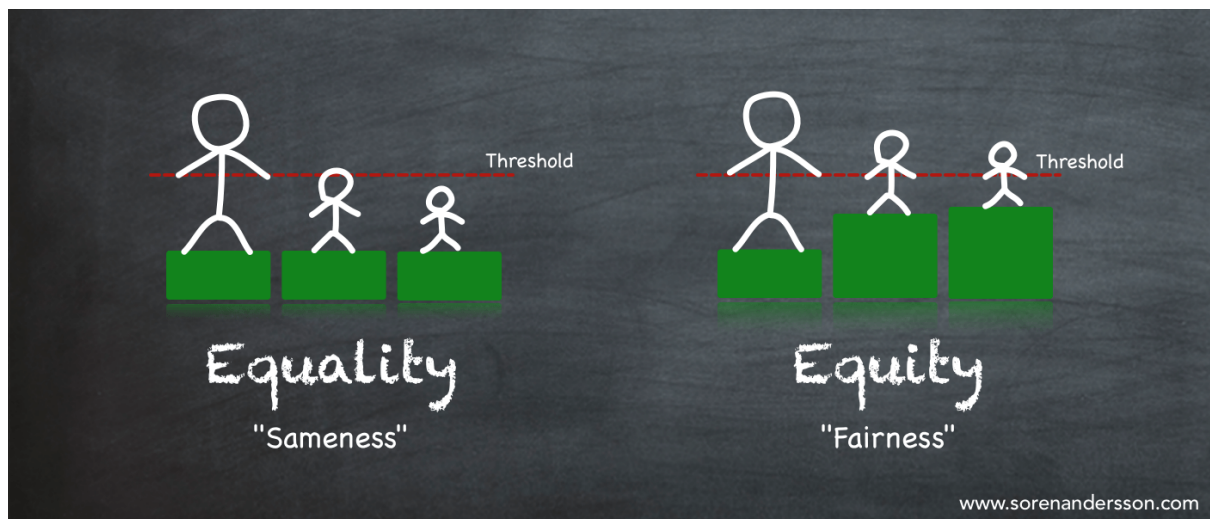 Threshold
Threshold
Equality
Equity
"Sameness"
"Fairness"
www.sorenandersson.com